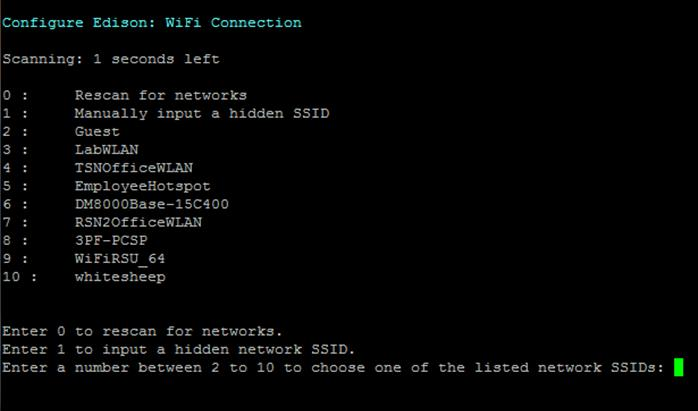 Configure Edison: WiFi Connection
Scanning: 1 seconds left
0 : Rescan for networks
1 : Manually input a hidden SSID
2 : Guest
3 : LabWLAN
4 : TSNOfficeWLAN
5 : EmployeeHotspot
6 : DM8000Base-15C400
7 : RSN2OfficeWLAN
8 : 3PF-PCSP
9 : WiFiRSU_64
10 : whitesheep
Enter 0 to rescan for networks.
Enter 1 to input a hidden network SSID.
Enter a number between 2 to 10 to choose one of the listed network SSIDs: